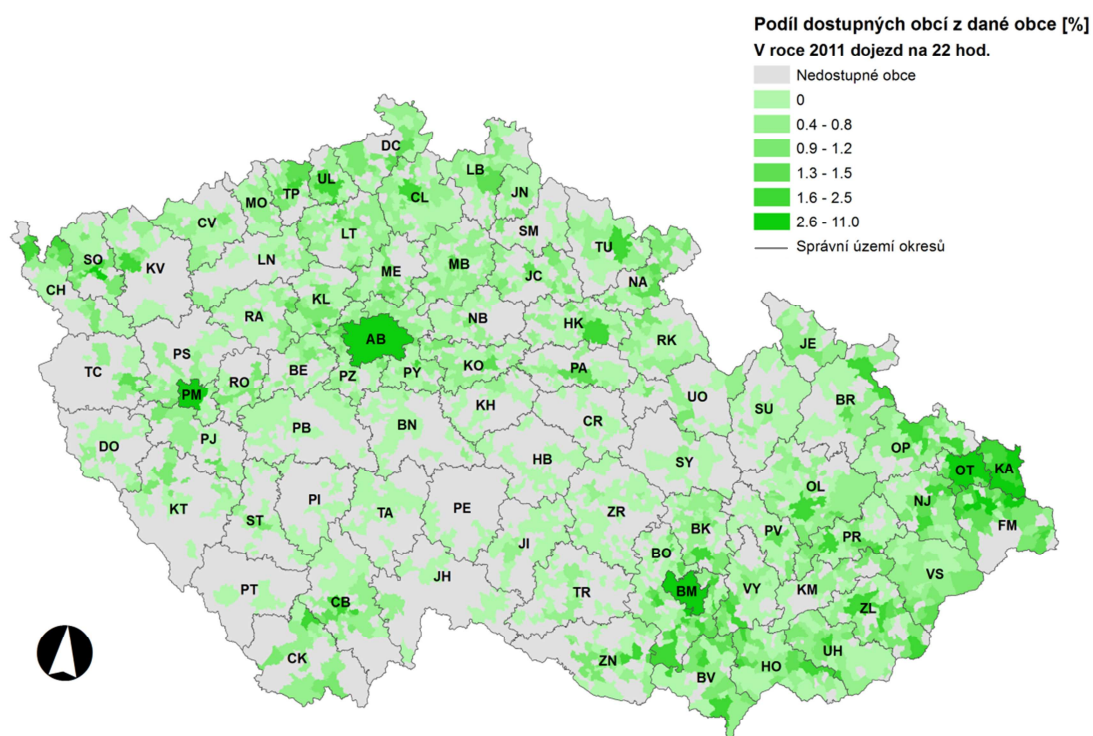 Podíl dostupných obcí z dané obce [%]
V roce 2011 dojezd na 22 hod.
Nedostupné obce
0
0.4 - 0.8
0.9 - 1.2
1.3 - 1.5
1.6 - 2.5
2.6 - 11.0
Správní území okresů
DC
LB
JN
UL
TP
MO
CL
CV
LT
SM
TU
SO
KV
LN
ME
MB
JC
NA
CH
KL
RA
NB
HK
AB
RK
JE
PS
TC
RO
BE
PZ
PY
KO
PA
PM
UO
SU
BR
KH
DO
PJ
PB
BN
CR
HB
SY
OP
OT
KA
KT
ST
PI
TA
PE
ZR
OL
NJ
FM
JI
BK
PV
PR
BO
JH
PT
CB
TR
BM
VY
KM
VS
ZL
CK
ZN
BV
HO
UH